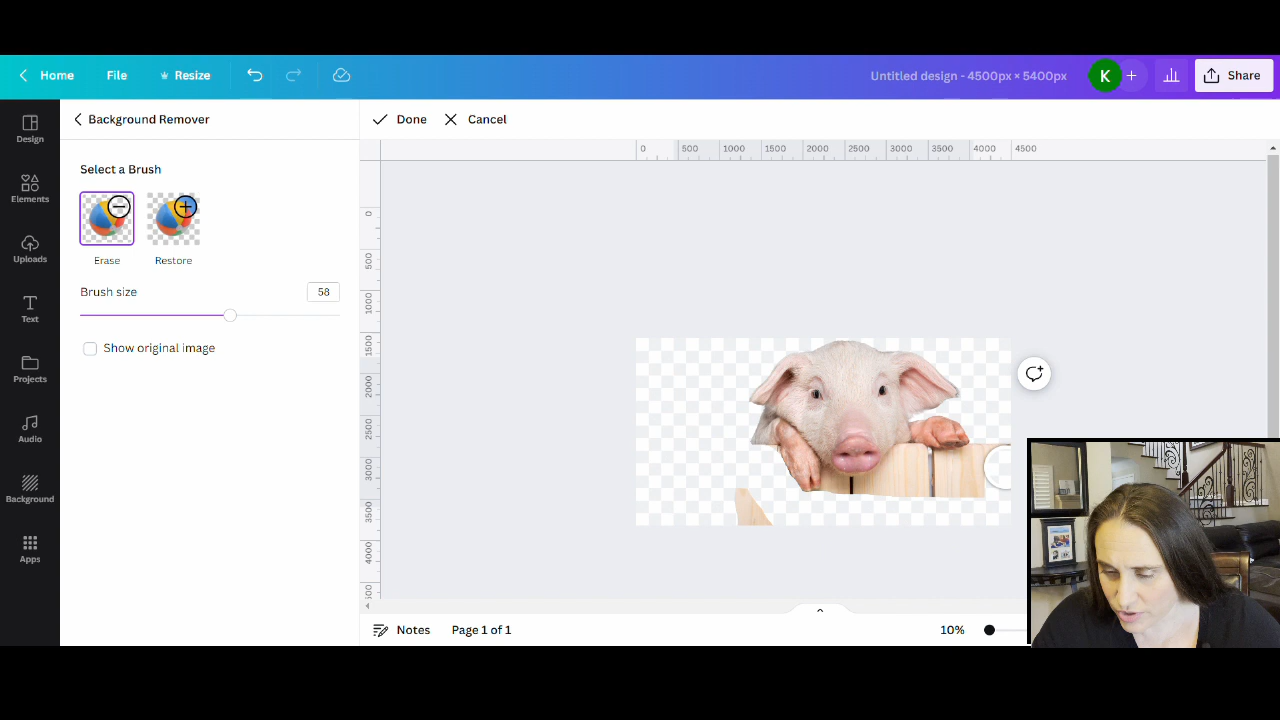 Home File Resize Untitled design - 4500px × 5400px K Share
Background Remover Done Cancel
Design
Elements
Uploads
Text
Projects
Audio
Background
Apps
Select a Brush
Erase Restore
Brush size 58
Show original image
0 500 1000 1500 2000 2500 3000 3500 4000 4500
0
500
1000
1500
2000
2500
3000
3500
4000
Notes Page 1 of 1 10%